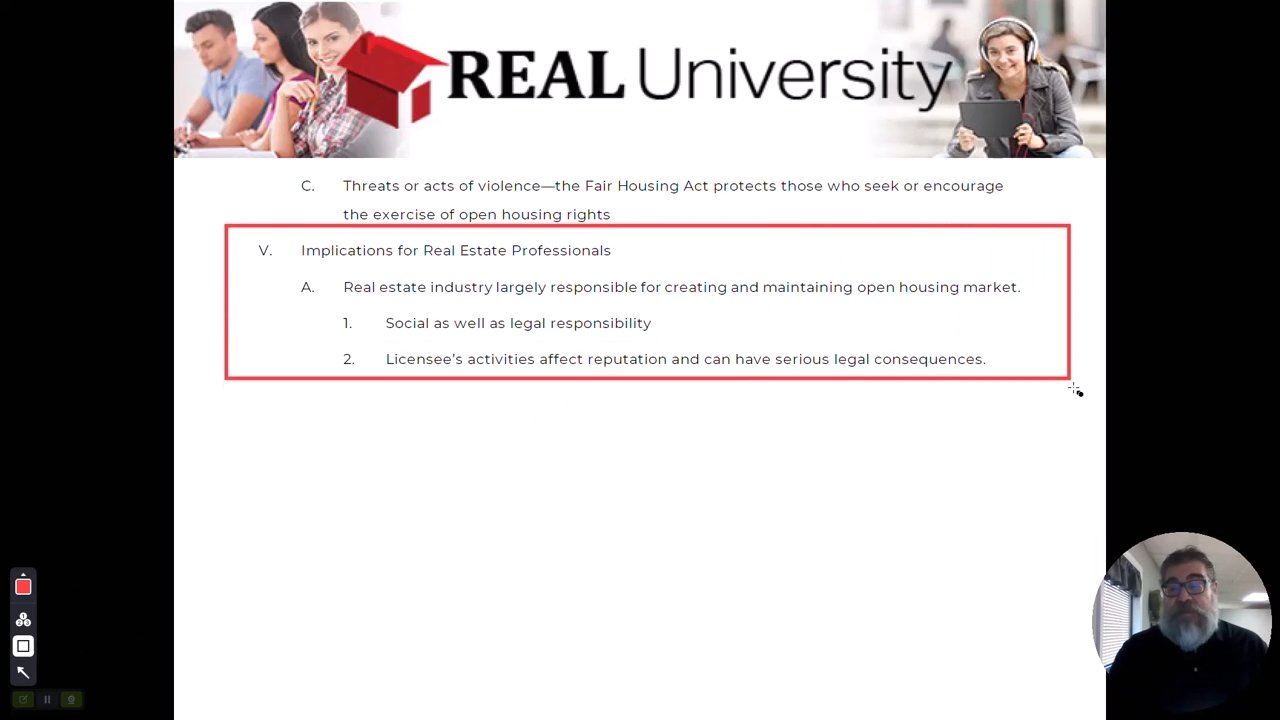 REAL University
C. Threats or acts of violence—the Fair Housing Act protects those who seek or encourage
the exercise of open housing rights
V. Implications for Real Estate Professionals
A. Real estate industry largely responsible for creating and maintaining open housing market.
1. Social as well as legal responsibility
2. Licensee’s activities affect reputation and can have serious legal consequences.